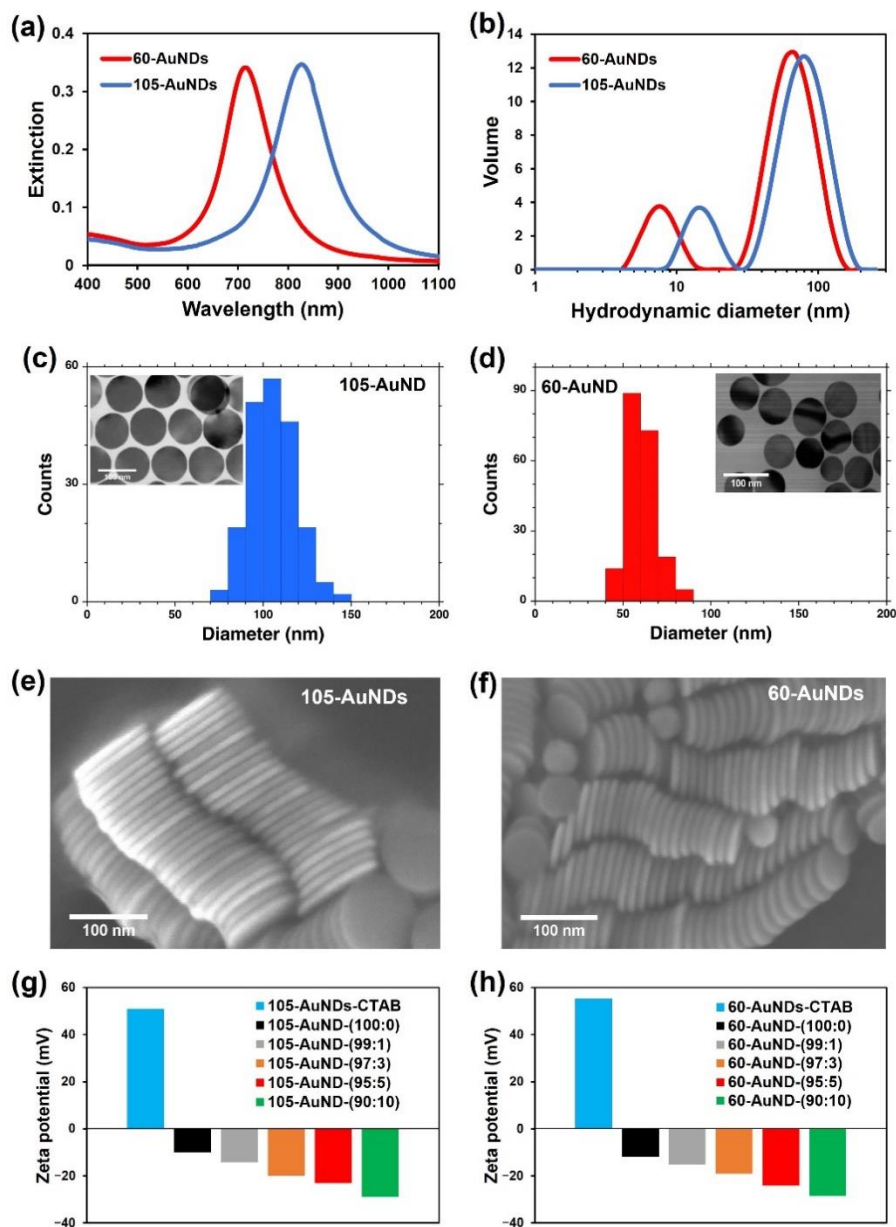 (a)
0.4
0.3
0.2
0.1
0
Extinction
60-AuNDs
105-AuNDs
400 500 600 700 800 900 1000 1100
Wavelength (nm)
(b)
14
12
10
8
6
4
2
0
Volume
60-AuNDs
105-AuNDs
1 10 100
Hydrodynamic diameter (nm)
(c)
60
30
0
Counts
105-AuND
100 nm
0 50 100 150 200
Diameter (nm)
(d)
90
60
30
0
Counts
60-AuND
100 nm
0 50 100 150 200
Diameter (nm)
(e)
105-AuNDs
100 nm
(f)
60-AuNDs
100 nm
(g)
60
40
20
0
−20
−40
Zeta potential (mV)
105-AuNDs-CTAB
105-AuND-(100:0)
105-AuND-(99:1)
105-AuND-(97:3)
105-AuND-(95:5)
105-AuND-(90:10)
(h)
60
40
20
0
−20
−40
Zeta potential (mV)
60-AuNDs-CTAB
60-AuND-(100:0)
60-AuND-(99:1)
60-AuND-(97:3)
60-AuND-(95:5)
60-AuND-(90:10)